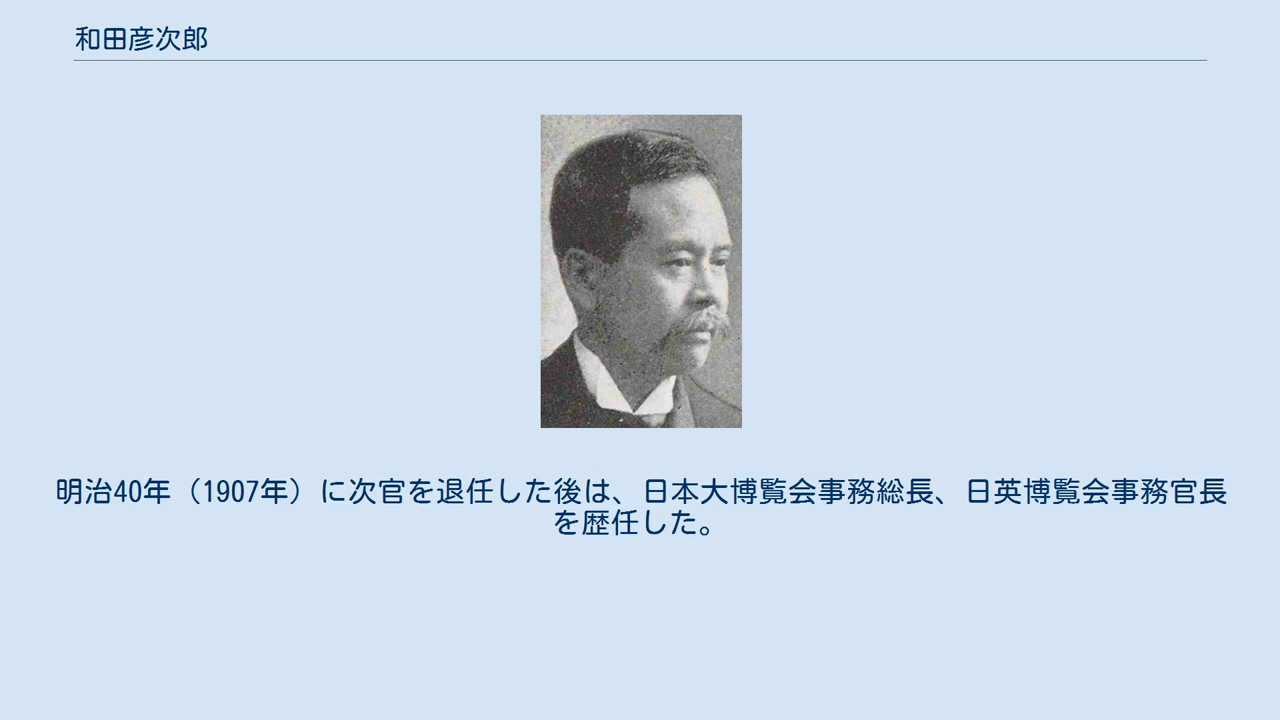 和田彦次郎
明治40年（1907年）に次官を退任した後は、日本大博覧会事務総長、日英博覧会事務官長
を歴任した。